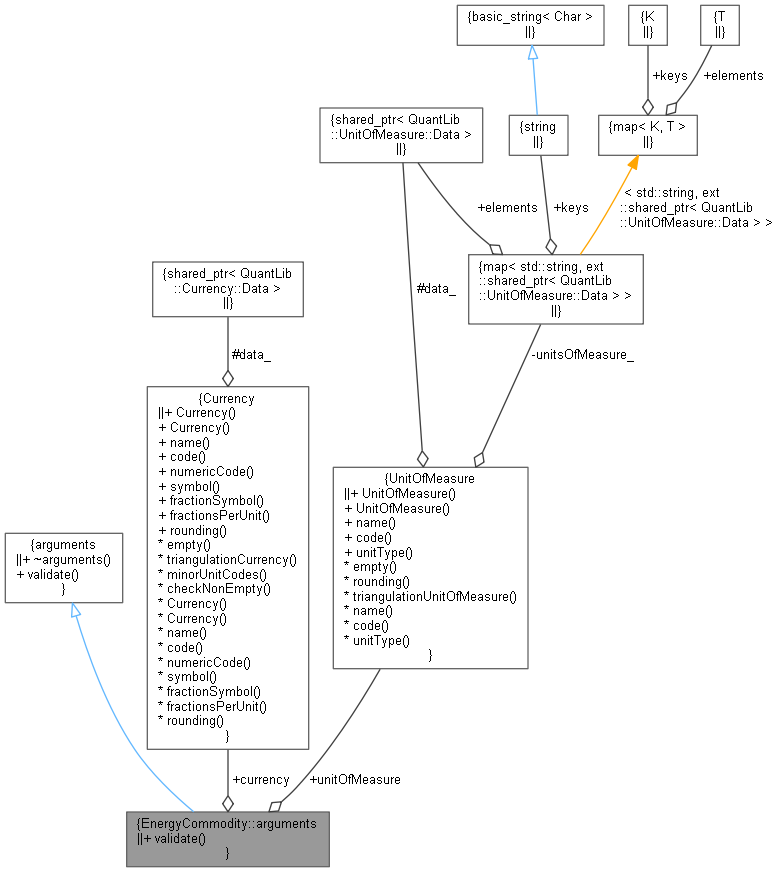 {basic_string< Char >
||}
{K
||}
{T
||}
+keys
+elements
{shared_ptr< QuantLib
::UnitOfMeasure::Data >
||}
{string
||}
{map< K, T >
||}
+elements
+keys
< std::string, ext
::shared_ptr< QuantLib
::UnitOfMeasure::Data > >
{shared_ptr< QuantLib
::Currency::Data >
||}
#data_
{map< std::string, ext
::shared_ptr< QuantLib
::UnitOfMeasure::Data > >
||}
#data_
-unitsOfMeasure_
{Currency
||+ Currency()
+ Currency()
+ name()
+ code()
+ numericCode()
+ symbol()
+ fractionSymbol()
+ fractionsPerUnit()
+ rounding()
* empty()
* triangulationCurrency()
* minorUnitCodes()
* checkNonEmpty()
* Currency()
* Currency()
* name()
* code()
* numericCode()
* symbol()
* fractionSymbol()
* fractionsPerUnit()
* rounding()
}
{UnitOfMeasure
||+ UnitOfMeasure()
+ UnitOfMeasure()
+ name()
+ code()
+ unitType()
* empty()
* rounding()
* triangulationUnitOfMeasure()
* name()
* code()
* unitType()
}
{arguments
||+ ~arguments()
+ validate()
}
+currency
+unitOfMeasure
{EnergyCommodity::arguments
||+ validate()
}